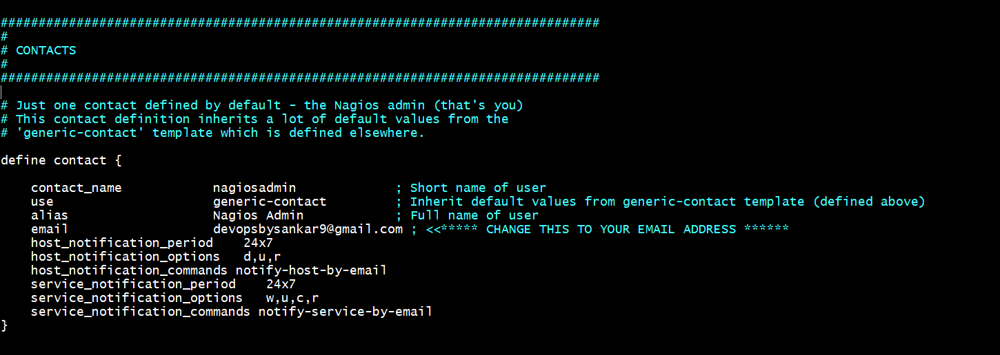 ###############################################################################
#
# CONTACTS
#
###############################################################################
# Just one contact defined by default - the Nagios admin (that's you)
# This contact definition inherits a lot of default values from the
# 'generic-contact' template which is defined elsewhere.
define contact {
    contact_name            nagiosadmin             ; Short name of user
    use                     generic-contact         ; Inherit default values from generic-contact template (defined above)
    alias                   Nagios Admin            ; Full name of user
    email                   devopsbysankar9@gmail.com ; <<***** CHANGE THIS TO YOUR EMAIL ADDRESS ******
    host_notification_period    24x7
    host_notification_options   d,u,r
    host_notification_commands notify-host-by-email
    service_notification_period    24x7
    service_notification_options   w,u,c,r
    service_notification_commands notify-service-by-email
}